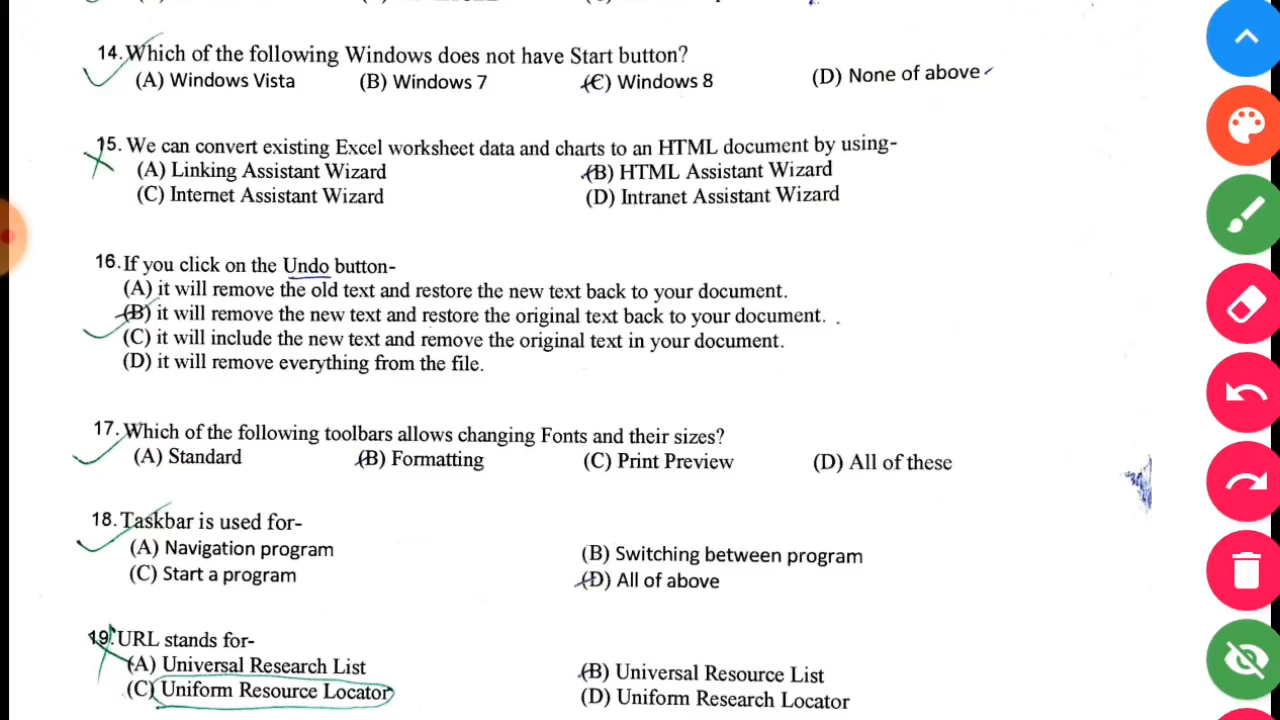 14. Which of the following Windows does not have Start button?
(A) Windows Vista (B) Windows 7 (C) Windows 8 (D) None of above
15. We can convert existing Excel worksheet data and charts to an HTML document by using-
(A) Linking Assistant Wizard (B) HTML Assistant Wizard
(C) Internet Assistant Wizard (D) Intranet Assistant Wizard
16. If you click on the Undo button-
(A) it will remove the old text and restore the new text back to your document.
(B) it will remove the new text and restore the original text back to your document. .
(C) it will include the new text and remove the original text in your document.
(D) it will remove everything from the file.
17. Which of the following toolbars allows changing Fonts and their sizes?
(A) Standard (B) Formatting (C) Print Preview (D) All of these
18. Taskbar is used for-
(A) Navigation program (B) Switching between program
(C) Start a program (D) All of above
19. URL stands for-
(A) Universal Research List (B) Universal Resource List
(C) Uniform Resource Locator (D) Uniform Research Locator